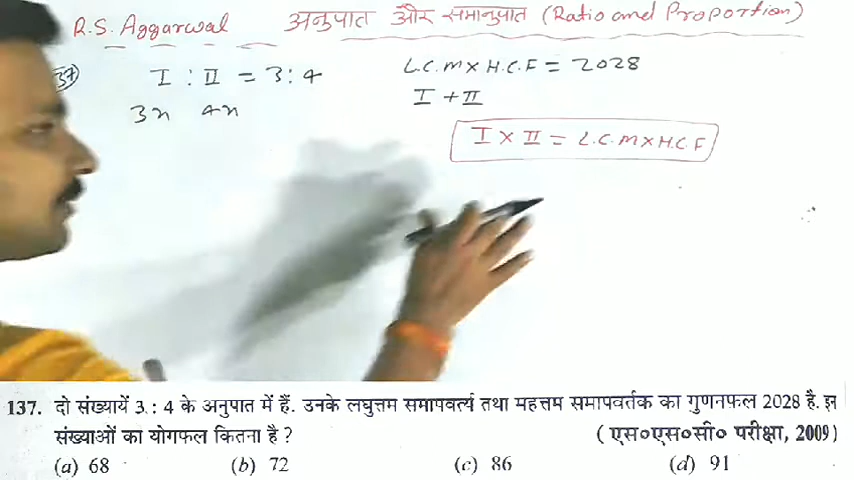 R.S. Aggarwal अनुपात और समानुपात (Ratio and Proportion)
37) I : II = 3 : 4 L.C.M × H.C.F = 2028
3x 4x I + II
I × II = L.C.M × H.C.F
137. दो संख्यायें 3 : 4 के अनुपात में हैं. उनके लघुत्तम समापवर्त्य तथा महत्तम समापवर्तक का गुणनफल 2028 है. इन
संख्याओं का योगफल कितना है ? (एस०एस०सी० परीक्षा, 2009)
(a) 68 (b) 72 (c) 86 (d) 91